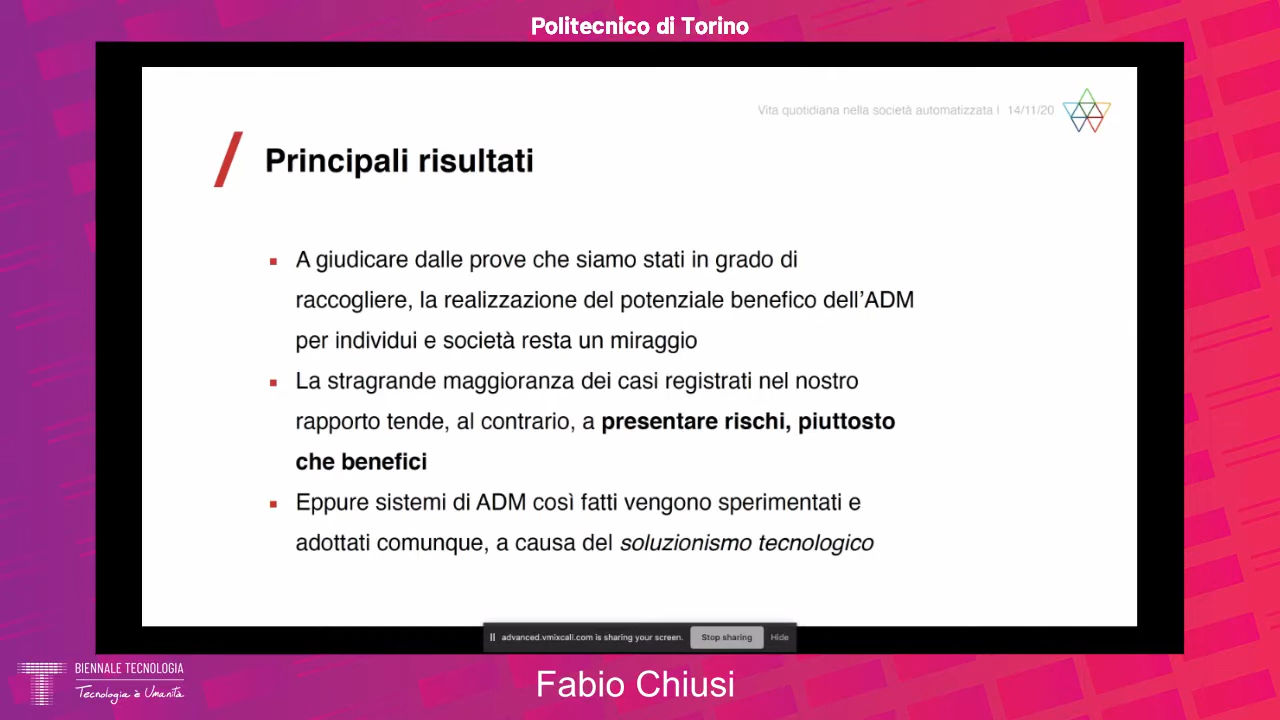 Politecnico di Torino
Vita quotidiana nella società automatizzata | 14/11/20
Principali risultati
A giudicare dalle prove che siamo stati in grado di
raccogliere, la realizzazione del potenziale benefico dell’ADM
per individui e società resta un miraggio
La stragrande maggioranza dei casi registrati nel nostro
rapporto tende, al contrario, a presentare rischi, piuttosto
che benefici
Eppure sistemi di ADM così fatti vengono sperimentati e
adottati comunque, a causa del soluzionismo tecnologico
advanced.vmixcall.com is sharing your screen. Stop sharing Hide
BIENNALE TECNOLOGIA
Tecnologia è Umanità
Fabio Chiusi